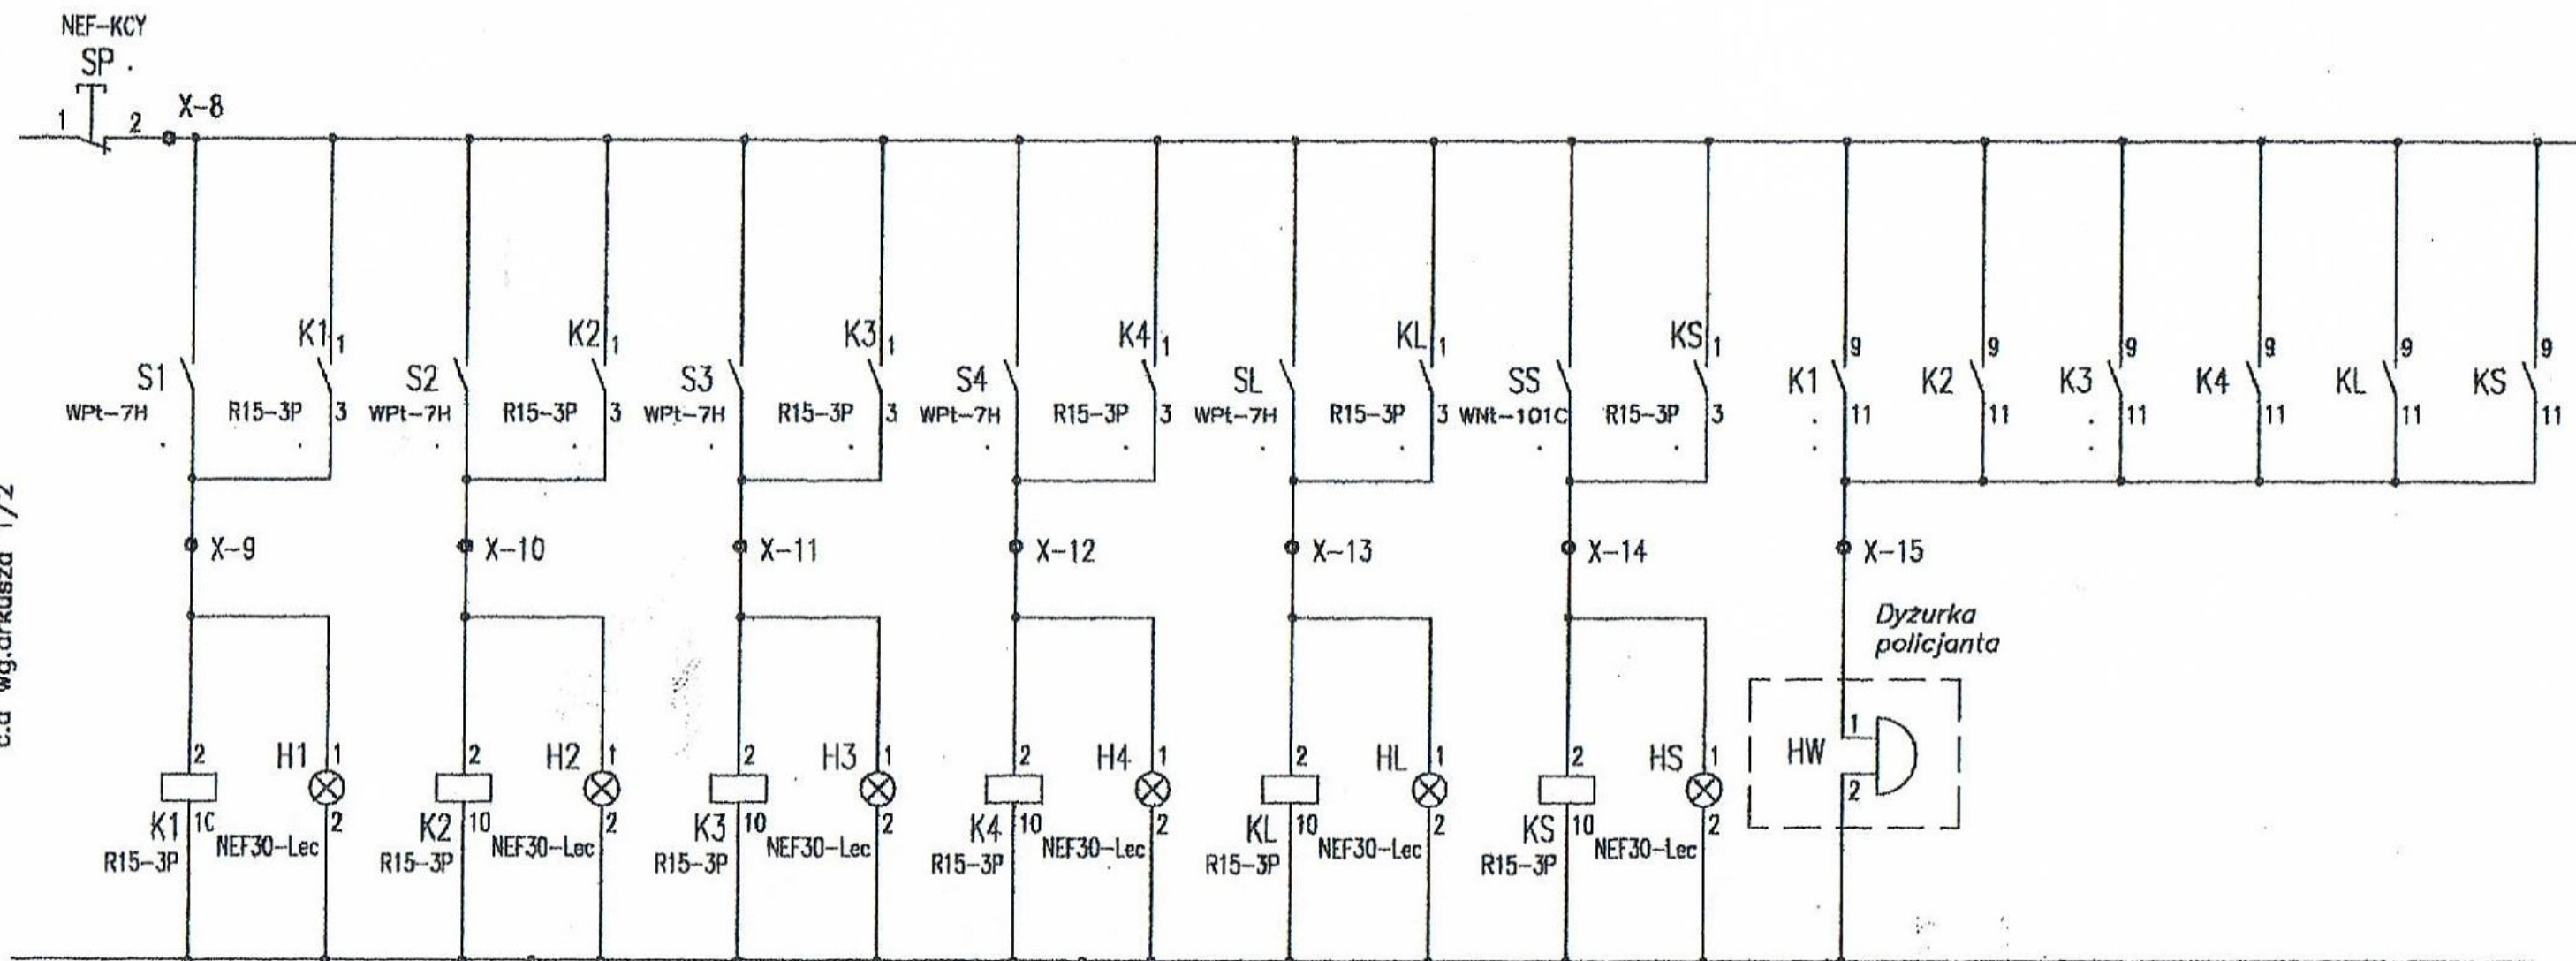 NEF-KCY
SP
1 2 X-8
K1 1 K2 1 K3 1 K4 1 KL 1 KS 1 9 9 9 9 9 9
S1 S2 S3 S4 SL SS K1 K2 K3 K4 KL KS
WPt-7H R15-3P 3 WPt-7H R15-3P 3 WPt-7H R15-3P 3 WPt-7H R15-3P 3 WPt-7H R15-3P 3 WNt-101C R15-3P 3 11 11 11 11 11 11
c.d wg.arkusza 1/2
X-9 X-10 X-11 X-12 X-13 X-14 X-15
Dyżurka
policjanta
2 H1 1 2 H2 1 2 H3 1 2 H4 1 2 HL 1 2 HS 1 HW 1
2
K1 10 2 K2 10 2 K3 10 2 K4 10 2 KL 10 2 KS 10 2
NEF30-Lec NEF30-Lec NEF30-Lec NEF30-Lec NEF30-Lec NEF30-Lec
R15-3P R15-3P R15-3P R15-3P R15-3P R15-3P